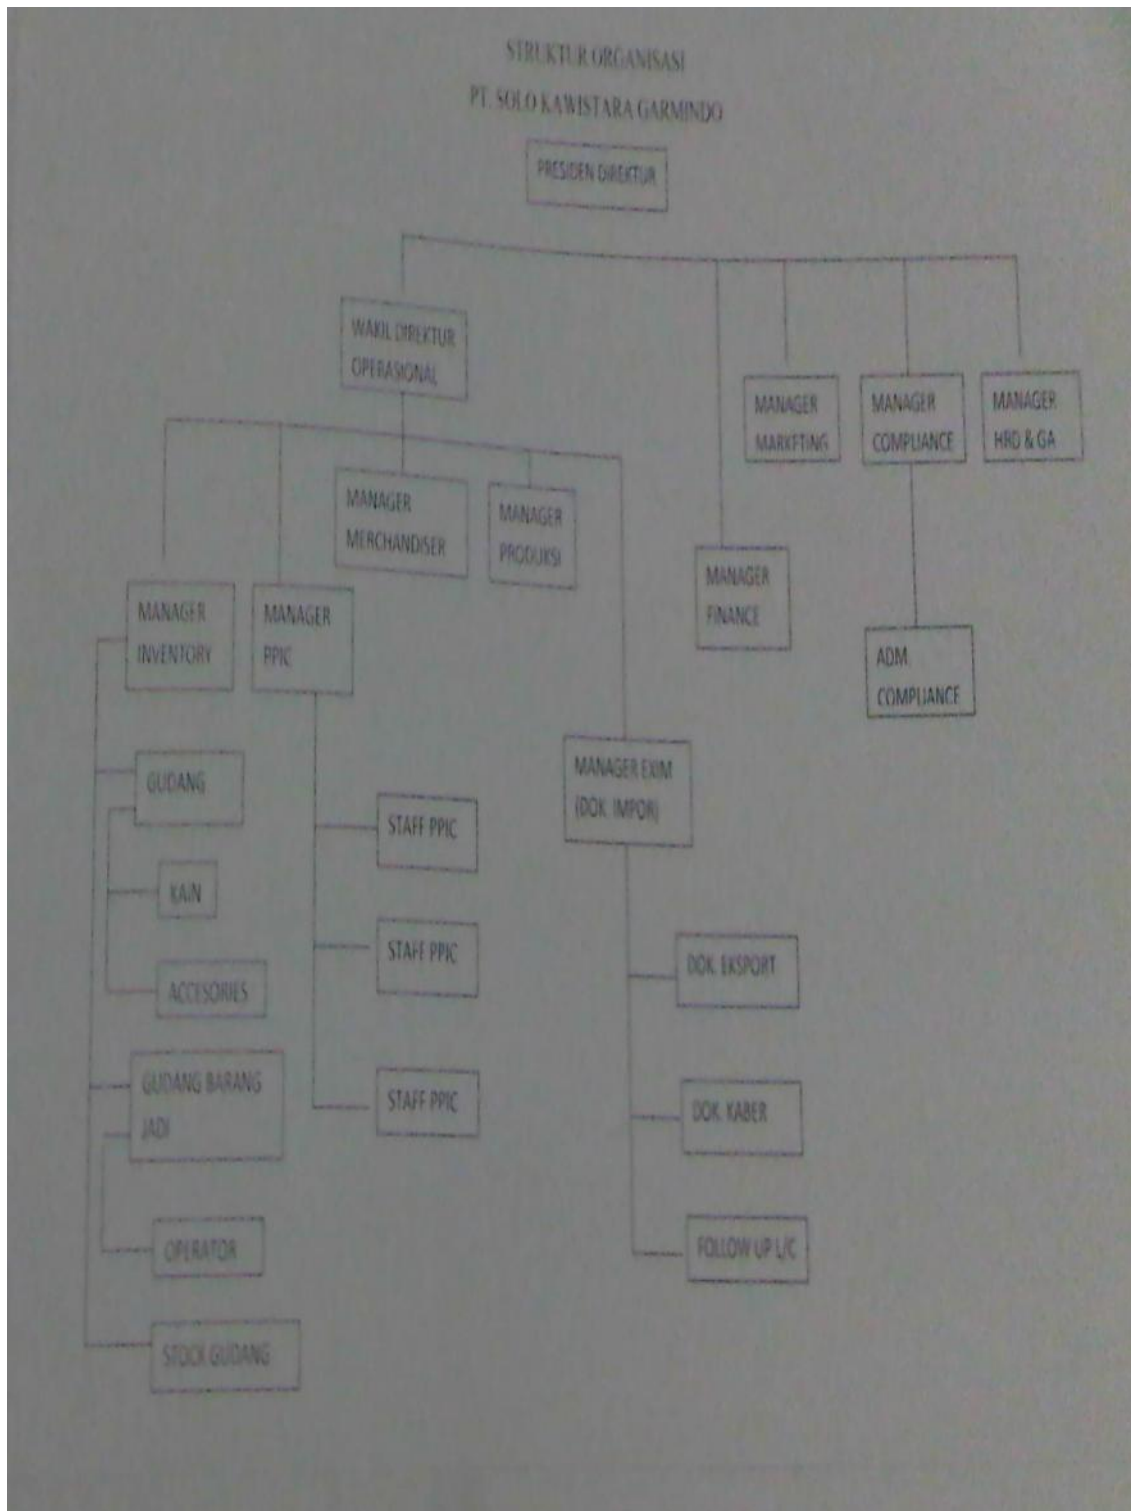 STRUKTUR ORGANISASI
PT. SOLO KAWISTARA GARMINDO
PRESIDEN DIREKTUR
WAKIL DIREKTUR
OPERASIONAL
MANAGER
MARKETING
MANAGER
COMPLIANCE
MANAGER
HRD & GA
MANAGER
MERCHANDISER
MANAGER
PRODUKSI
MANAGER
FINANCE
MANAGER
INVENTORY
MANAGER
PPIC
ADM.
COMPLIANCE
MANAGER EXIM
(DOK. IMPOR)
GUDANG
STAFF PPIC
KAIN
STAFF PPIC
DOK. EKSPORT
ACCESORIES
GUDANG BARANG
JADI
STAFF PPIC
DOK. KABER
OPERATOR
FOLLOW UP L/C
STOCK GUDANG